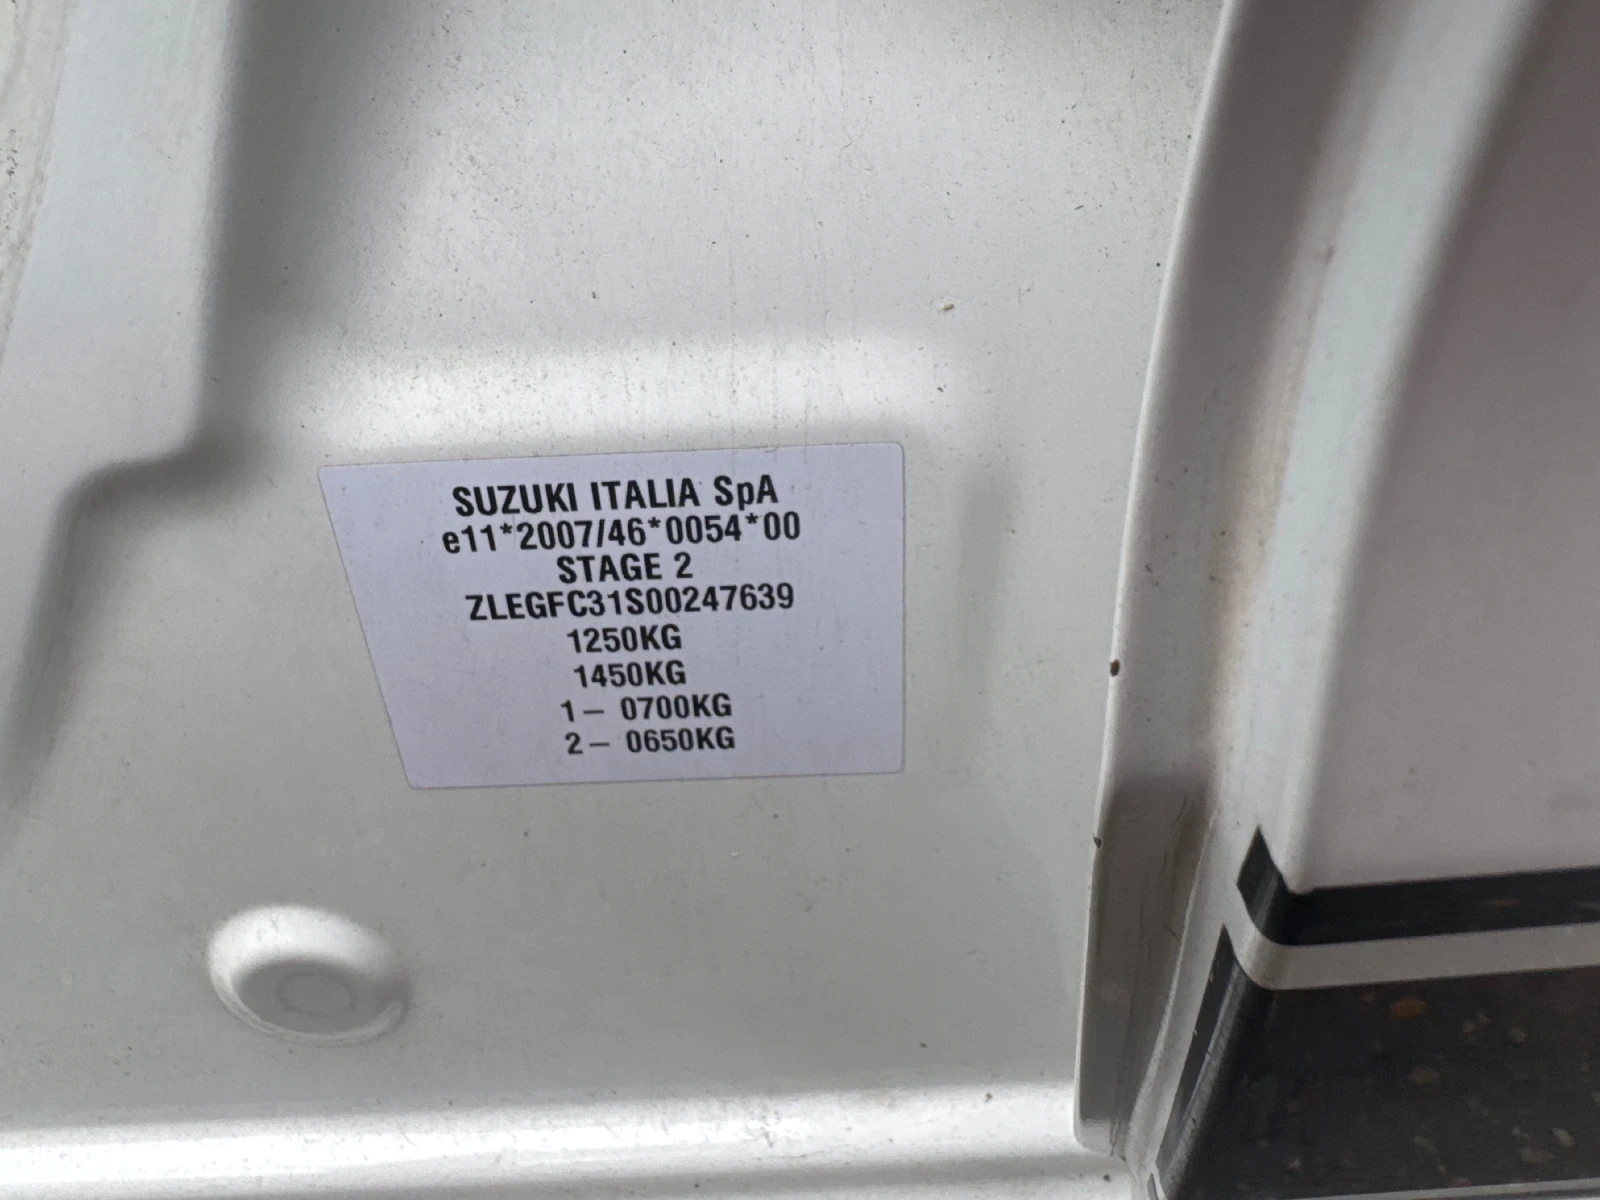 SUZUKI ITALIA SpA
e11*2007/46*0054*00
STAGE 2
ZLEGFC31S00247639
1250KG
1450KG
1– 0700KG
2– 0650KG